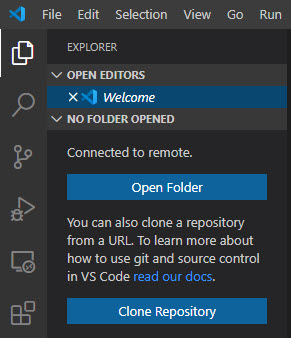 File Edit Selection View Go Run
EXPLORER
OPEN EDITORS
Welcome
NO FOLDER OPENED
Connected to remote.
Open Folder
You can also clone a repository
from a URL. To learn more about
how to use git and source control
in VS Code read our docs.
Clone Repository